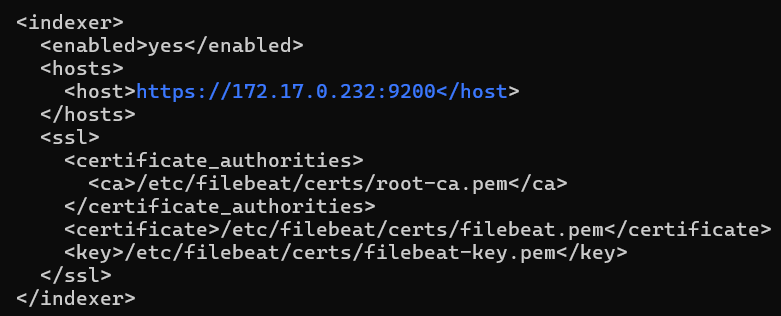 <indexer>
  <enabled>yes</enabled>
  <hosts>
    <host>https://172.17.0.232:9200</host>
  </hosts>
  <ssl>
    <certificate_authorities>
      <ca>/etc/filebeat/certs/root-ca.pem</ca>
    </certificate_authorities>
    <certificate>/etc/filebeat/certs/filebeat.pem</certificate>
    <key>/etc/filebeat/certs/filebeat-key.pem</key>
  </ssl>
</indexer>